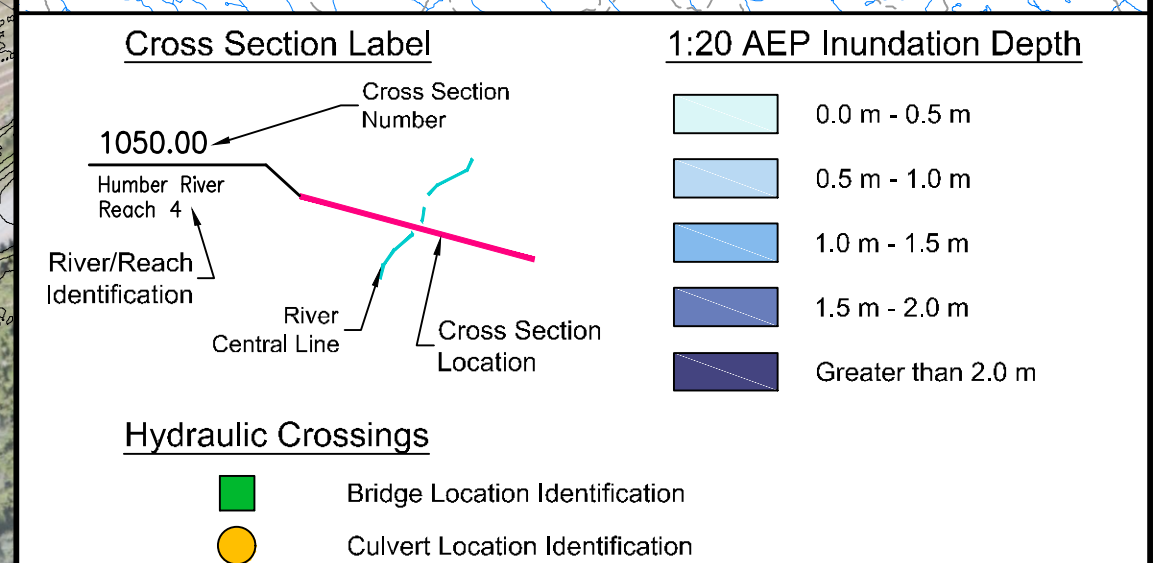 Cross Section Label
Cross Section
Number
1050.00
Humber River
Reach 4
River/Reach
Identification
River
Central Line
Cross Section
Location
1:20 AEP Inundation Depth
0.0 m - 0.5 m
0.5 m - 1.0 m
1.0 m - 1.5 m
1.5 m - 2.0 m
Greater than 2.0 m
Hydraulic Crossings
Bridge Location Identification
Culvert Location Identification